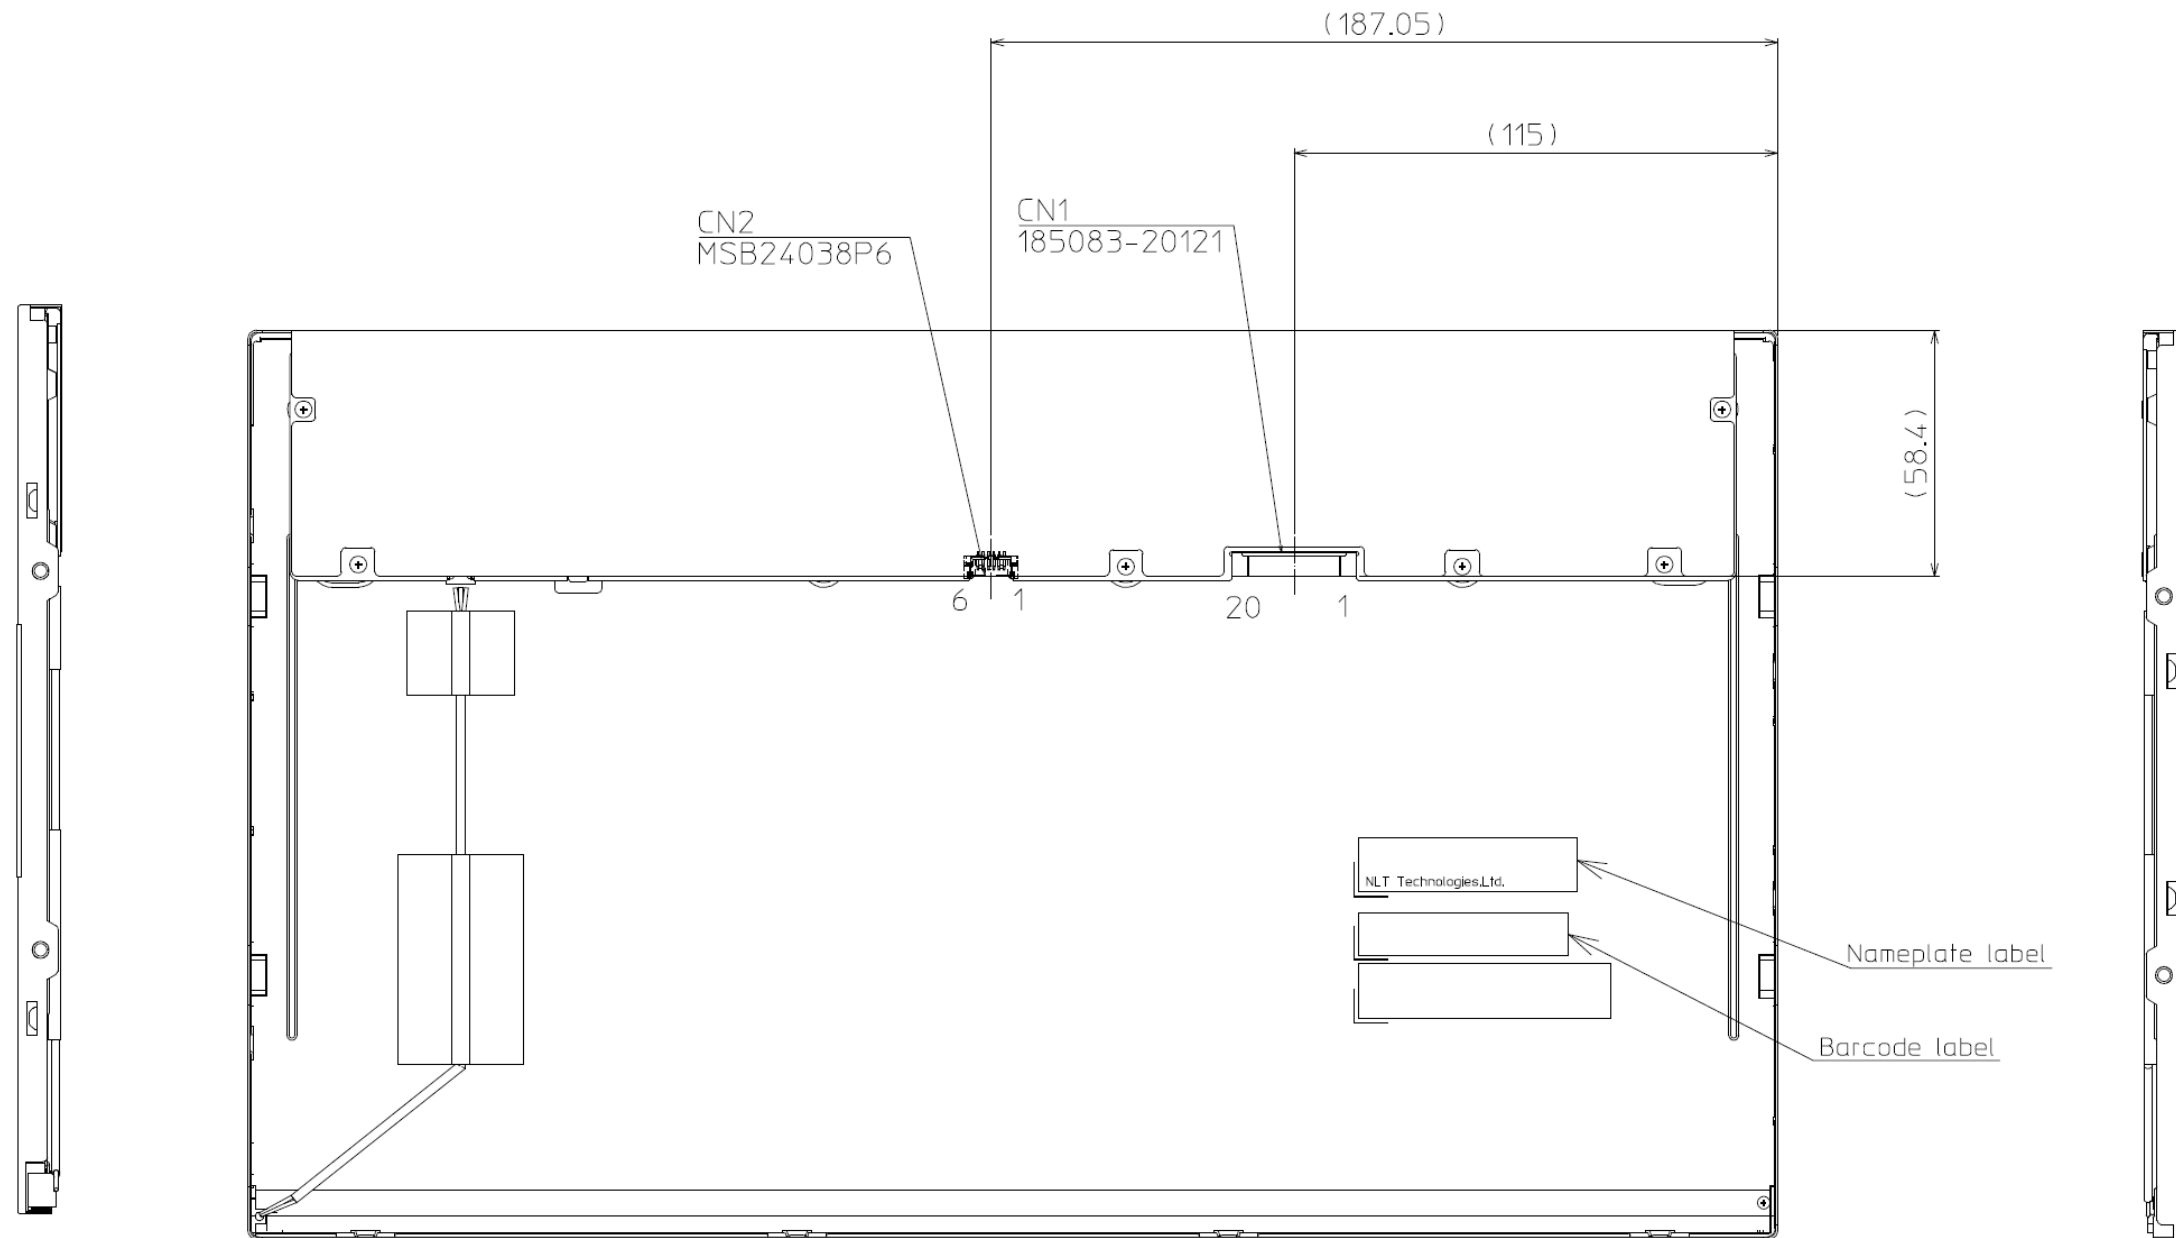 (187.05)
(115)
CN2
MSB24038P6
CN1
185083-20121
(58.4)
6 1
20 1
NLT Technologies,Ltd.
Nameplate label
Barcode label